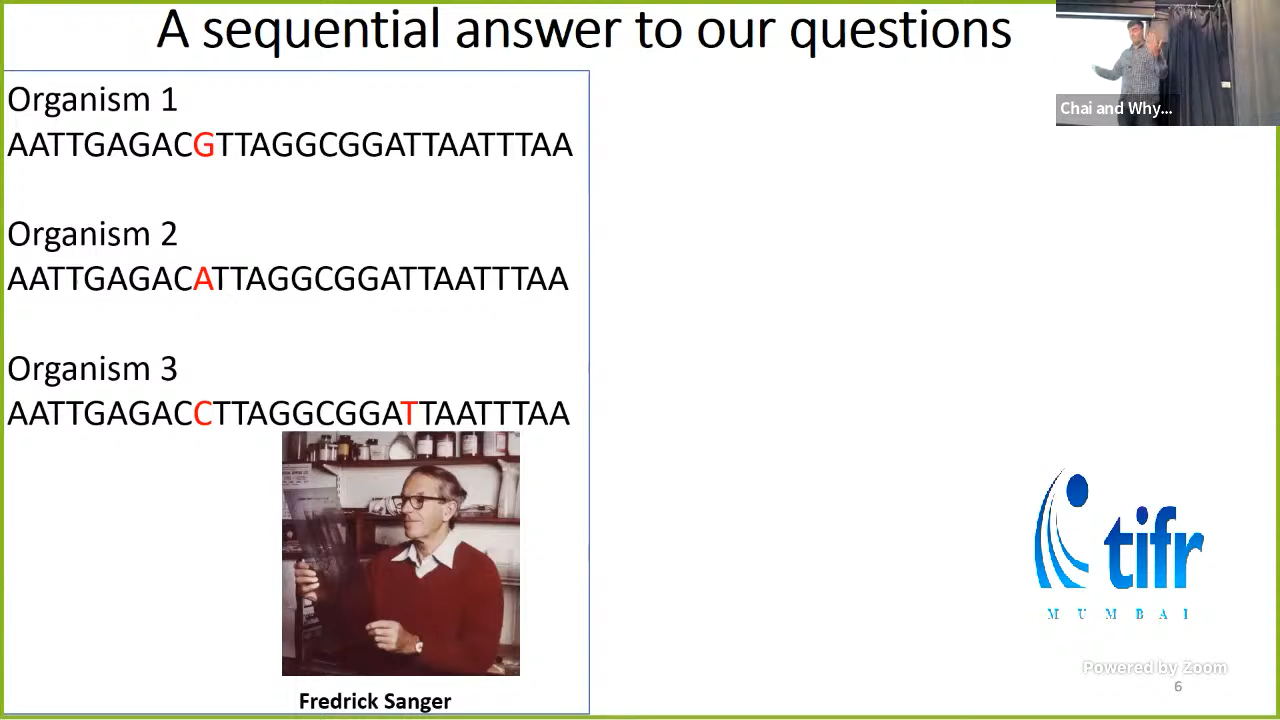 A sequential answer to our questions
Chai and Why...
Organism 1
AATTGAGACGTTAGGCGGATTAATTTAA
Organism 2
AATTGAGACATTAGGCGGATTAATTTAA
Organism 3
AATTGAGACCTTAGGCGGATTAATTTAA
tifr
MUMBAI
Fredrick Sanger
Powered by Zoom
6